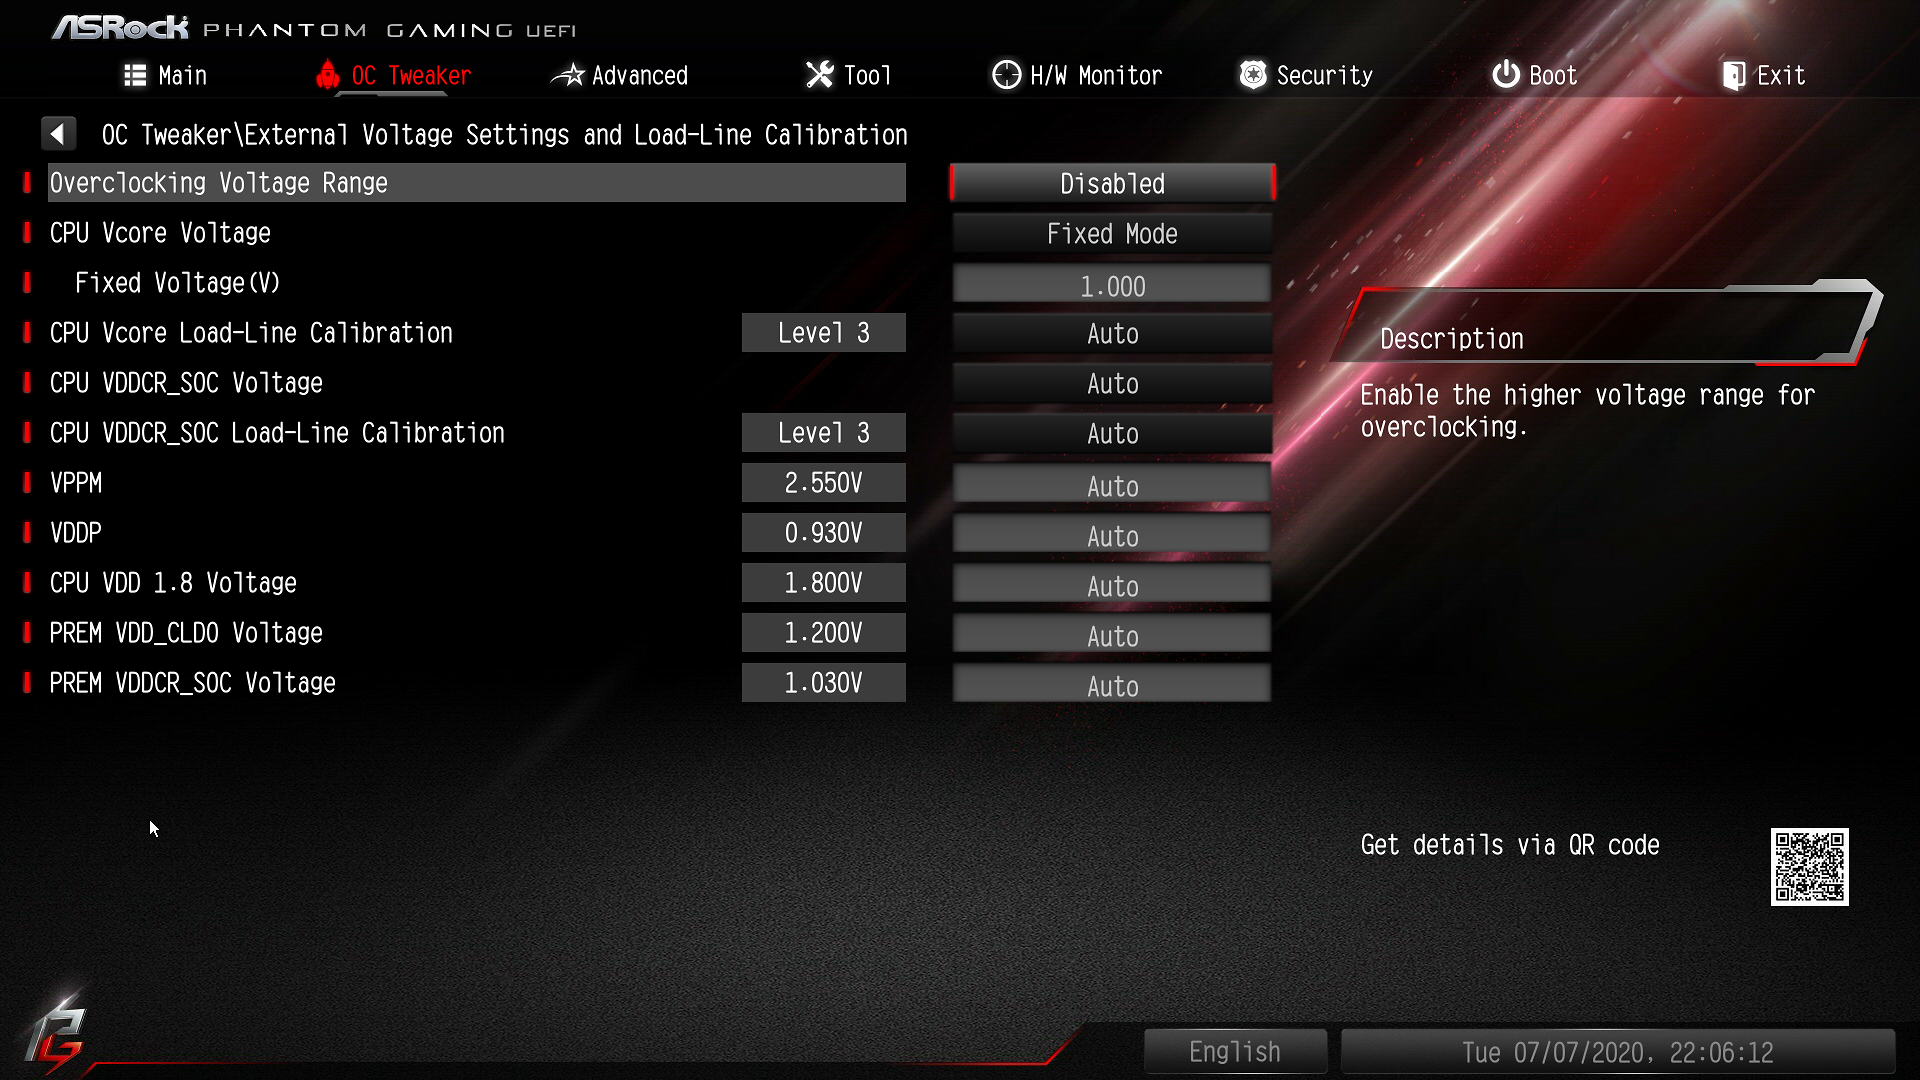 ASRock PHANTOM GAMING UEFI
Main OC Tweaker Advanced Tool H/W Monitor Security Boot Exit
OC Tweaker\External Voltage Settings and Load-Line Calibration
Overclocking Voltage Range Disabled
CPU Vcore Voltage Fixed Mode
Fixed Voltage(V) 1.000
CPU Vcore Load-Line Calibration Level 3 Auto
CPU VDDCR_SOC Voltage Auto
CPU VDDCR_SOC Load-Line Calibration Level 3 Auto
VPPM 2.550V Auto
VDDP 0.930V Auto
CPU VDD 1.8 Voltage 1.800V Auto
PREM VDD_CLDO Voltage 1.200V Auto
PREM VDDCR_SOC Voltage 1.030V Auto
Description
Enable the higher voltage range for
overclocking.
Get details via QR code
English Tue 07/07/2020, 22:06:12